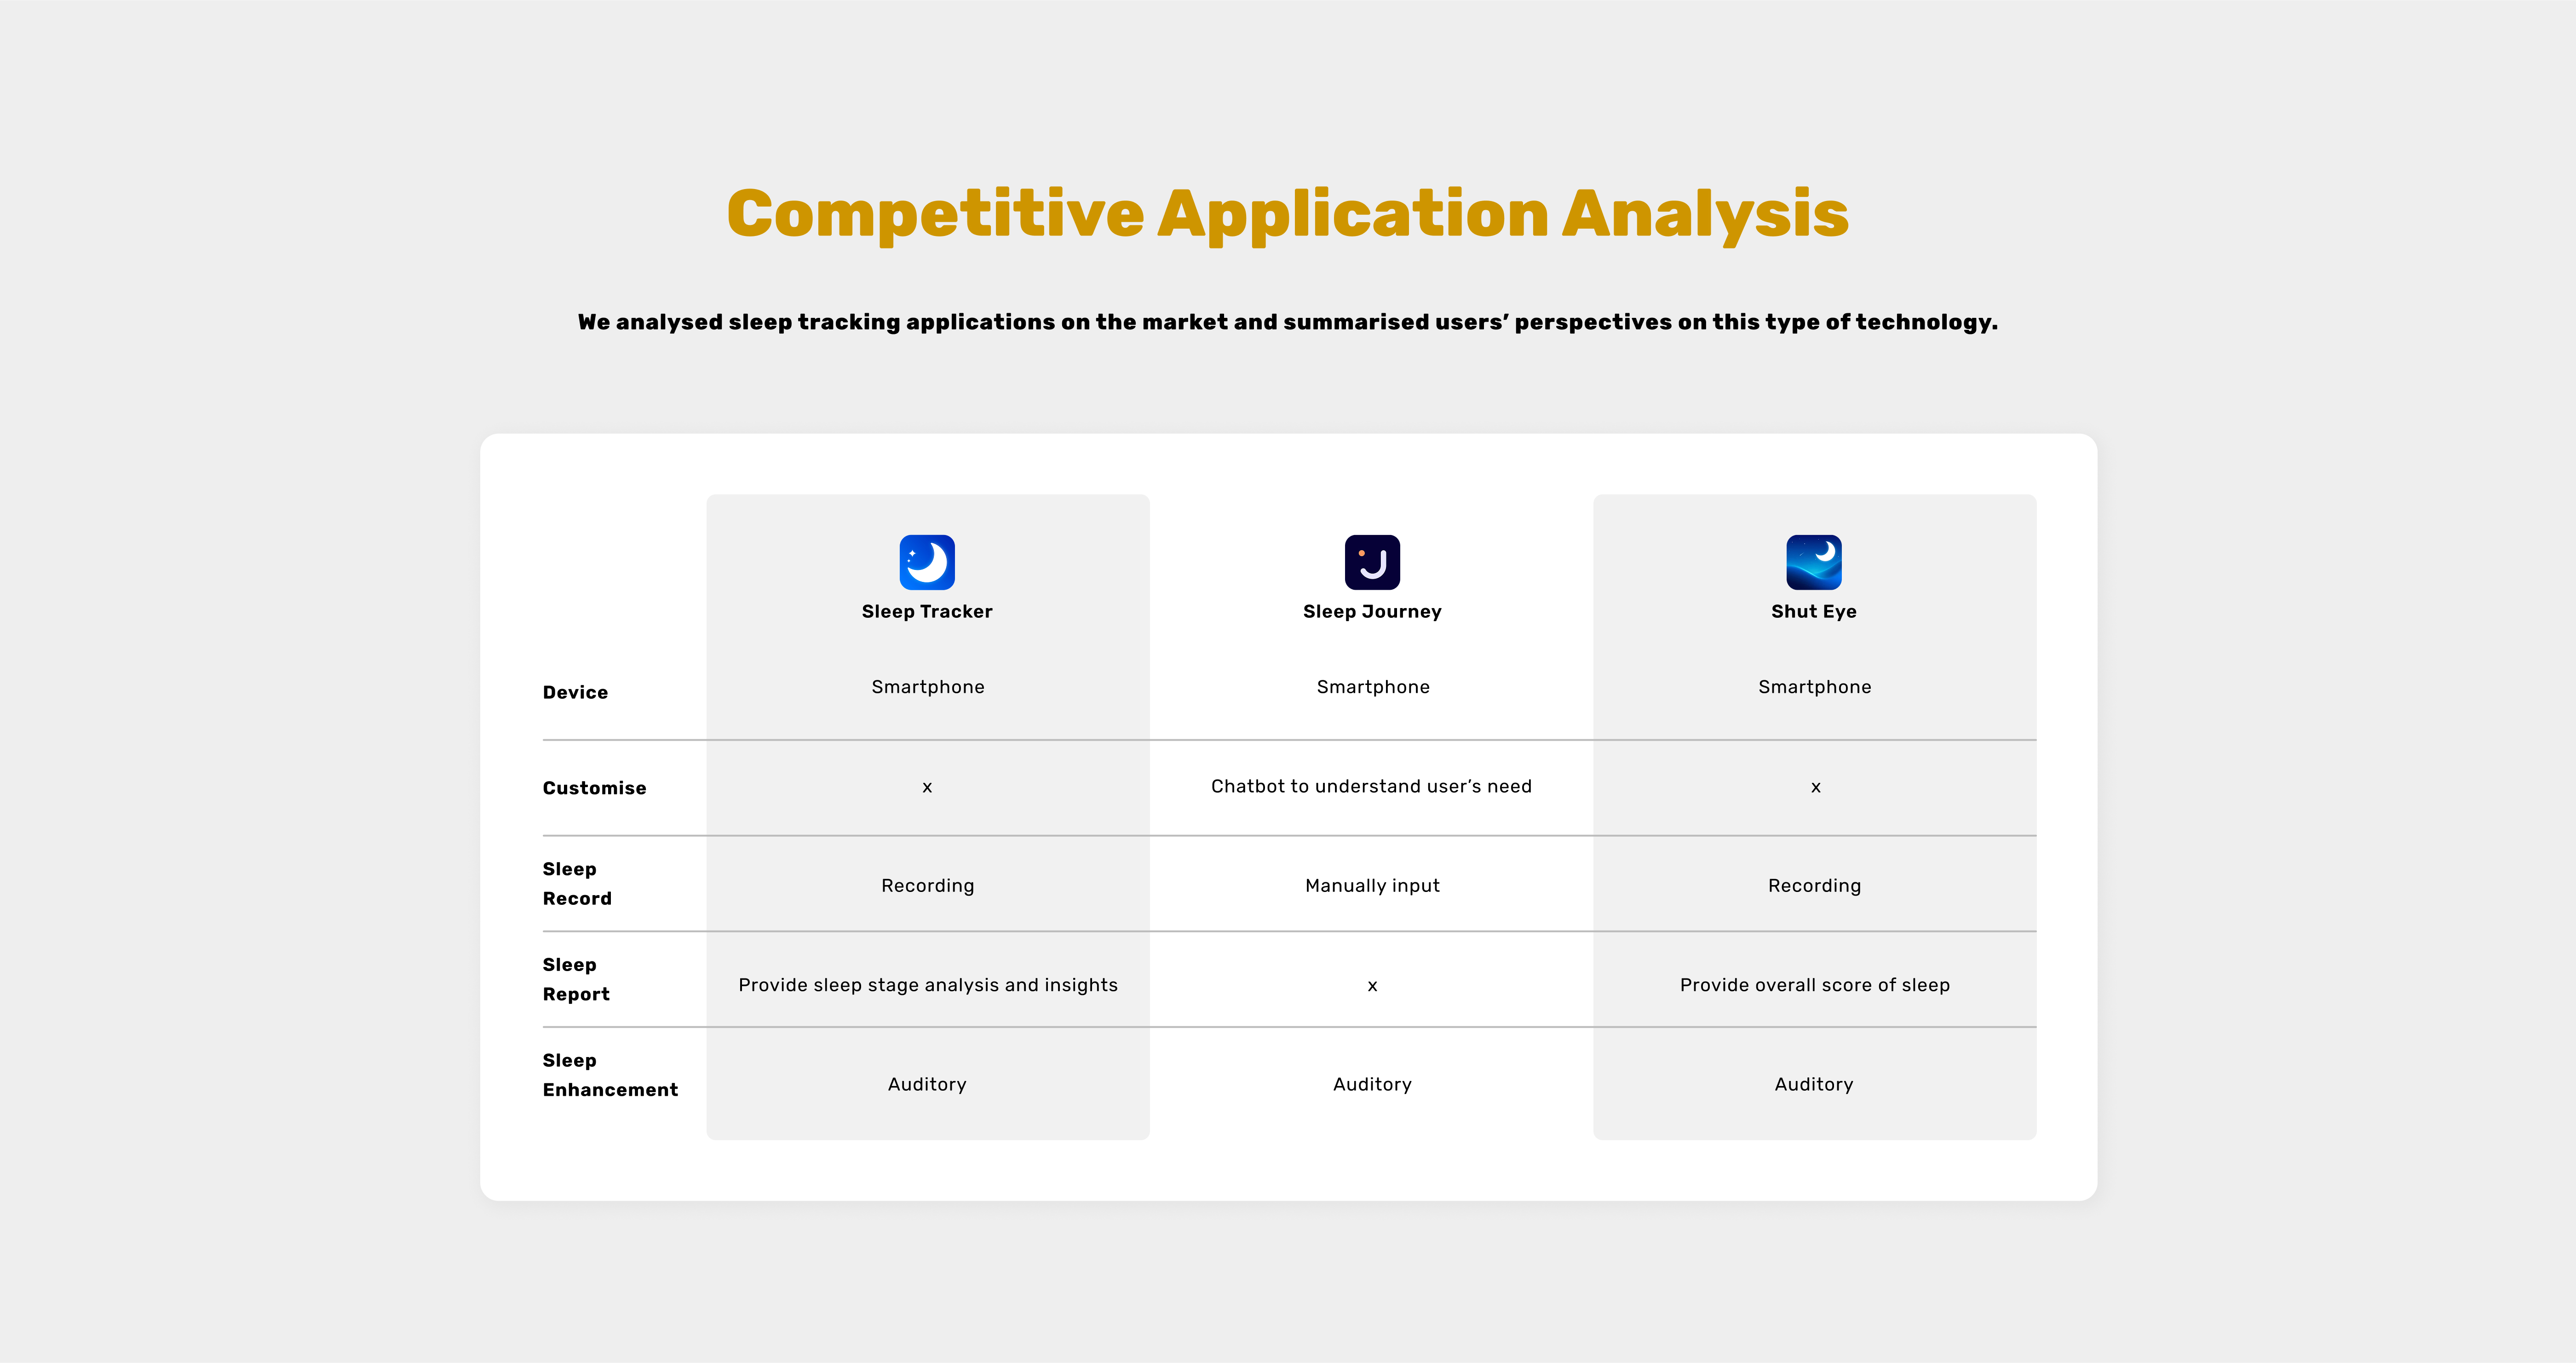 Competitive Application Analysis
We analysed sleep tracking applications on the market and summarised users’ perspectives on this type of technology.
Sleep Tracker
Sleep Journey
Shut Eye
Device
Smartphone
Smartphone
Smartphone
Customise
x
Chatbot to understand user’s need
x
Sleep
Record
Recording
Manually input
Recording
Sleep
Report
Provide sleep stage analysis and insights
x
Provide overall score of sleep
Sleep
Enhancement
Auditory
Auditory
Auditory